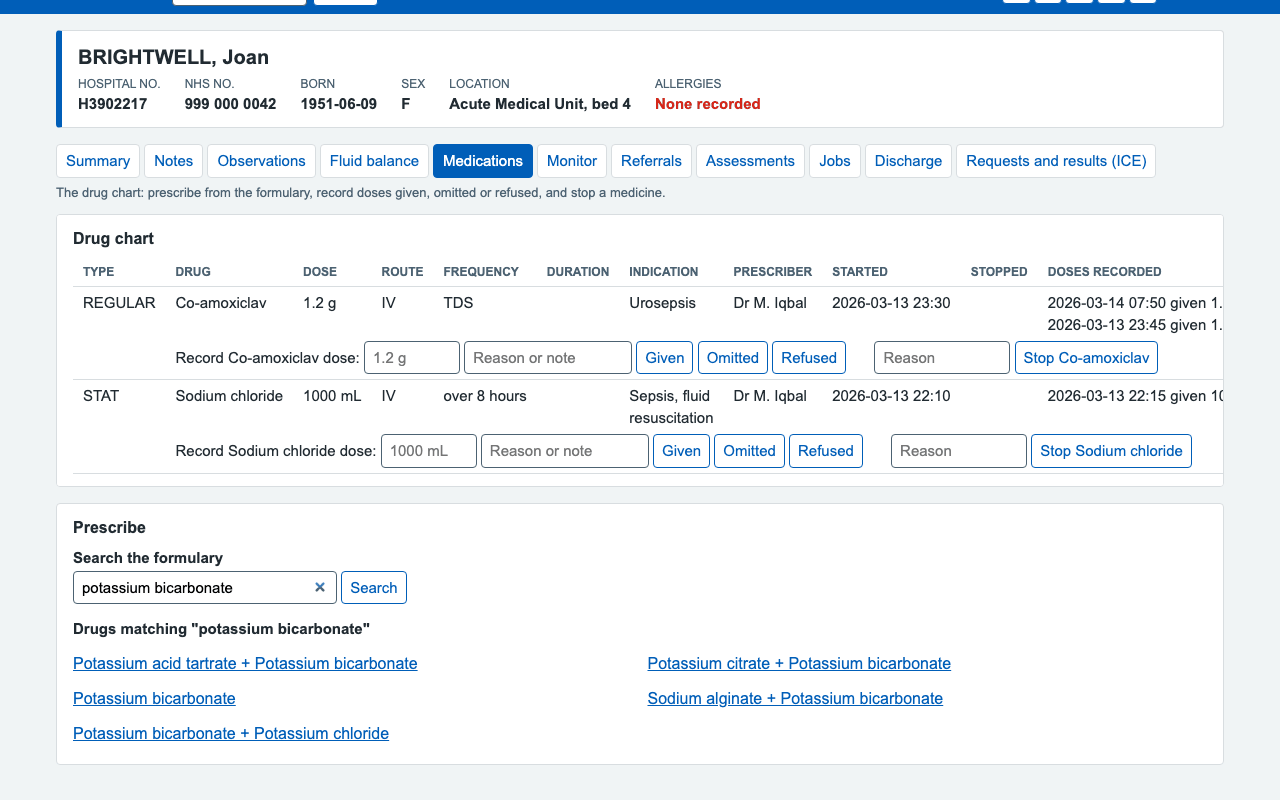 BRIGHTWELL, Joan
HOSPITAL NO. NHS NO. BORN SEX LOCATION ALLERGIES
H3902217 999 000 0042 1951-06-09 F Acute Medical Unit, bed 4 None recorded
Summary Notes Observations Fluid balance Medications Monitor Referrals Assessments Jobs Discharge Requests and results (ICE)
The drug chart: prescribe from the formulary, record doses given, omitted or refused, and stop a medicine.
Drug chart
TYPE DRUG DOSE ROUTE FREQUENCY DURATION INDICATION PRESCRIBER STARTED STOPPED DOSES RECORDED
REGULAR Co-amoxiclav 1.2 g IV TDS Urosepsis Dr M. Iqbal 2026-03-13 23:30 2026-03-14 07:50 given 1.
2026-03-13 23:45 given 1.
Record Co-amoxiclav dose: 1.2 g Reason or note Given Omitted Refused Reason Stop Co-amoxiclav
STAT Sodium chloride 1000 mL IV over 8 hours Sepsis, fluid Dr M. Iqbal 2026-03-13 22:10 2026-03-13 22:15 given 10
resuscitation
Record Sodium chloride dose: 1000 mL Reason or note Given Omitted Refused Reason Stop Sodium chloride
Prescribe
Search the formulary
potassium bicarbonate × Search
Drugs matching "potassium bicarbonate"
Potassium acid tartrate + Potassium bicarbonate Potassium citrate + Potassium bicarbonate
Potassium bicarbonate Sodium alginate + Potassium bicarbonate
Potassium bicarbonate + Potassium chloride